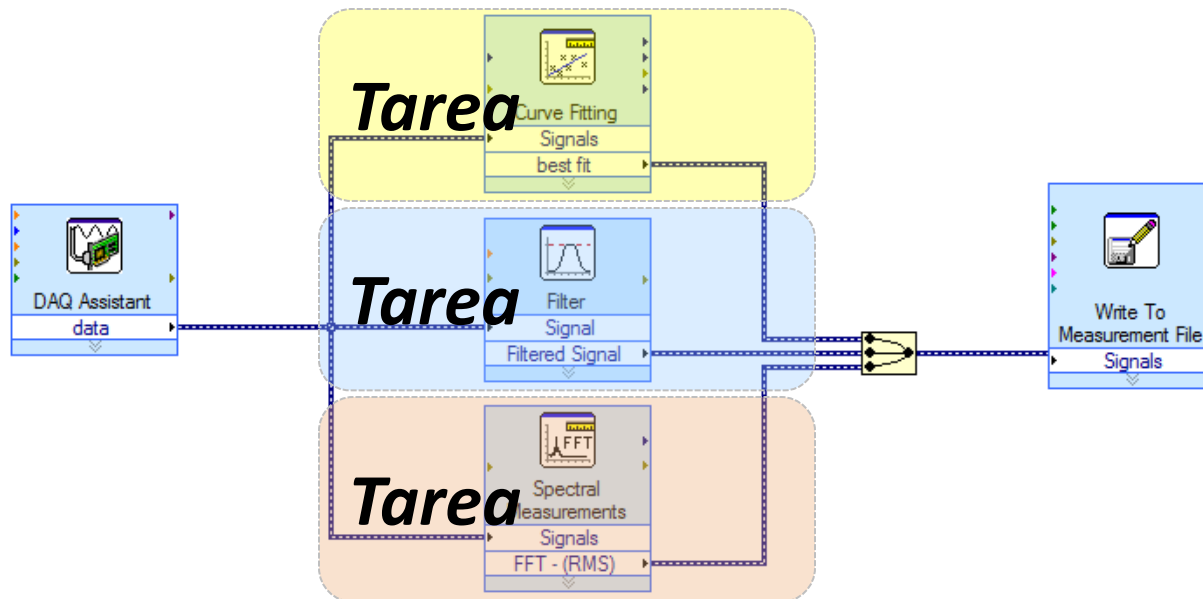 Tarea
Curve Fitting
Signals
best fit
DAQ Assistant
data
Tarea
Filter
Signal
Filtered Signal
Write To
Measurement File
Signals
Tarea
FFT
Spectral
Measurements
Signals
FFT - (RMS)